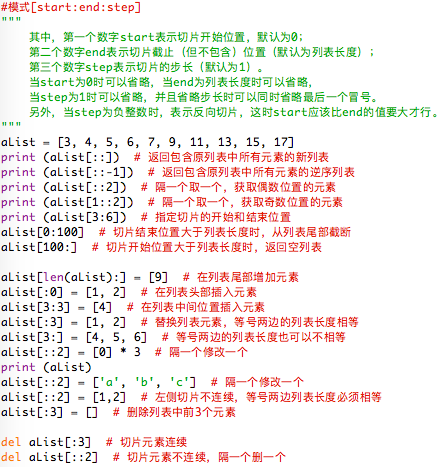 #模式[start:end:step]
"""
    其中，第一个数字start表示切片开始位置，默认为0；
    第二个数字end表示切片截止（但不包含）位置（默认为列表长度）；
    第三个数字step表示切片的步长（默认为1）。
    当start为0时可以省略，当end为列表长度时可以省略，
    当step为1时可以省略，并且省略步长时可以同时省略最后一个冒号。
    另外，当step为负整数时，表示反向切片，这时start应该比end的值要大才行。
"""
aList = [3, 4, 5, 6, 7, 9, 11, 13, 15, 17]
print (aList[::])  # 返回包含原列表中所有元素的新列表
print (aList[::-1])  # 返回包含原列表中所有元素的逆序列表
print (aList[::2])  # 隔一个取一个，获取偶数位置的元素
print (aList[1::2])  # 隔一个取一个，获取奇数位置的元素
print (aList[3:6])  # 指定切片的开始和结束位置
aList[0:100]  # 切片结束位置大于列表长度时，从列表尾部截断
aList[100:]  # 切片开始位置大于列表长度时，返回空列表
aList[len(aList):] = [9]  # 在列表尾部增加元素
aList[:0] = [1, 2]  # 在列表头部插入元素
aList[3:3] = [4]  # 在列表中间位置插入元素
aList[:3] = [1, 2]  # 替换列表元素，等号两边的列表长度相等
aList[3:] = [4, 5, 6]  # 等号两边的列表长度也可以不相等
aList[::2] = [0] * 3  # 隔一个修改一个
print (aList)
aList[::2] = ['a', 'b', 'c']  # 隔一个修改一个
aList[::2] = [1,2]  # 左侧切片不连续，等号两边列表长度必须相等
aList[:3] = []  # 删除列表中前3个元素
del aList[:3]  # 切片元素连续
del aList[::2]  # 切片元素不连续，隔一个删一个